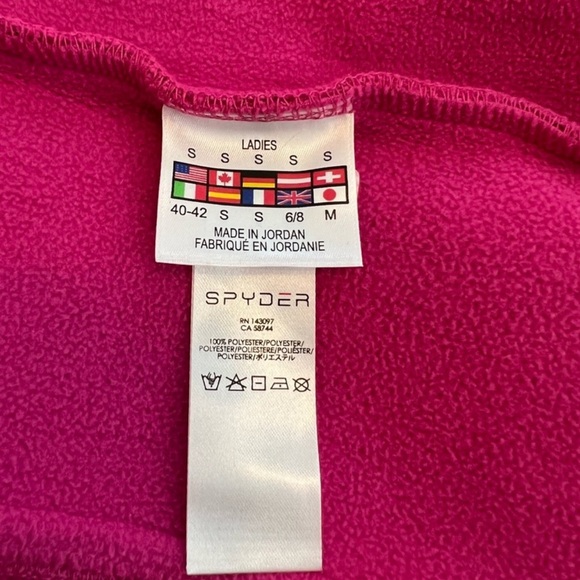 LADIES
S S S S S
40-42 S S 6/8 M
MADE IN JORDAN
FABRIQUÉ EN JORDANIE
SPYDER
RN 143097
CA 58744
100% POLYESTER/POLYESTER/
POLYESTER/POLIESTERE/POLIÉSTER/
POLYESTER/ポリエステル